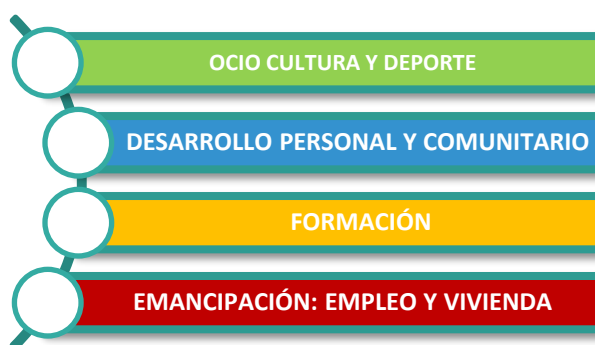 OCIO CULTURA Y DEPORTE
DESARROLLO PERSONAL Y COMUNITARIO
FORMACIÓN
EMANCIPACIÓN: EMPLEO Y VIVIENDA